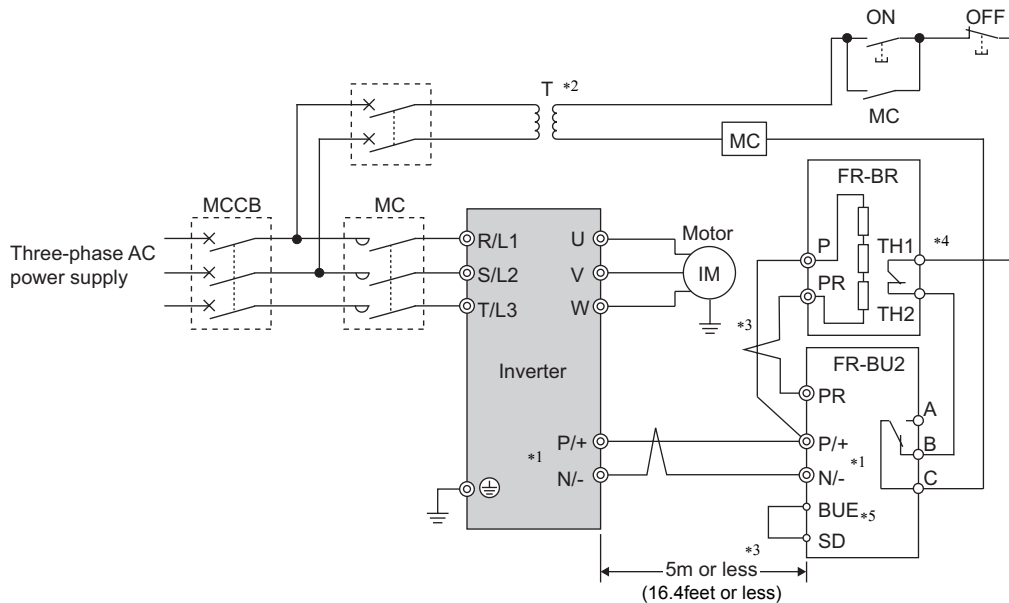 ON
OFF
T *2
MC
MC
FR-BR
MCCB
MC
Three-phase AC
power supply
R/L1
S/L2
T/L3
U
V
W
Motor
IM
P
PR
TH1
TH2
*4
*3
Inverter
FR-BU2
PR
A
B
C
P/+
N/-
*1
P/+
N/-
*1
BUE
*5
SD
*3
5m or less
(16.4feet or less)